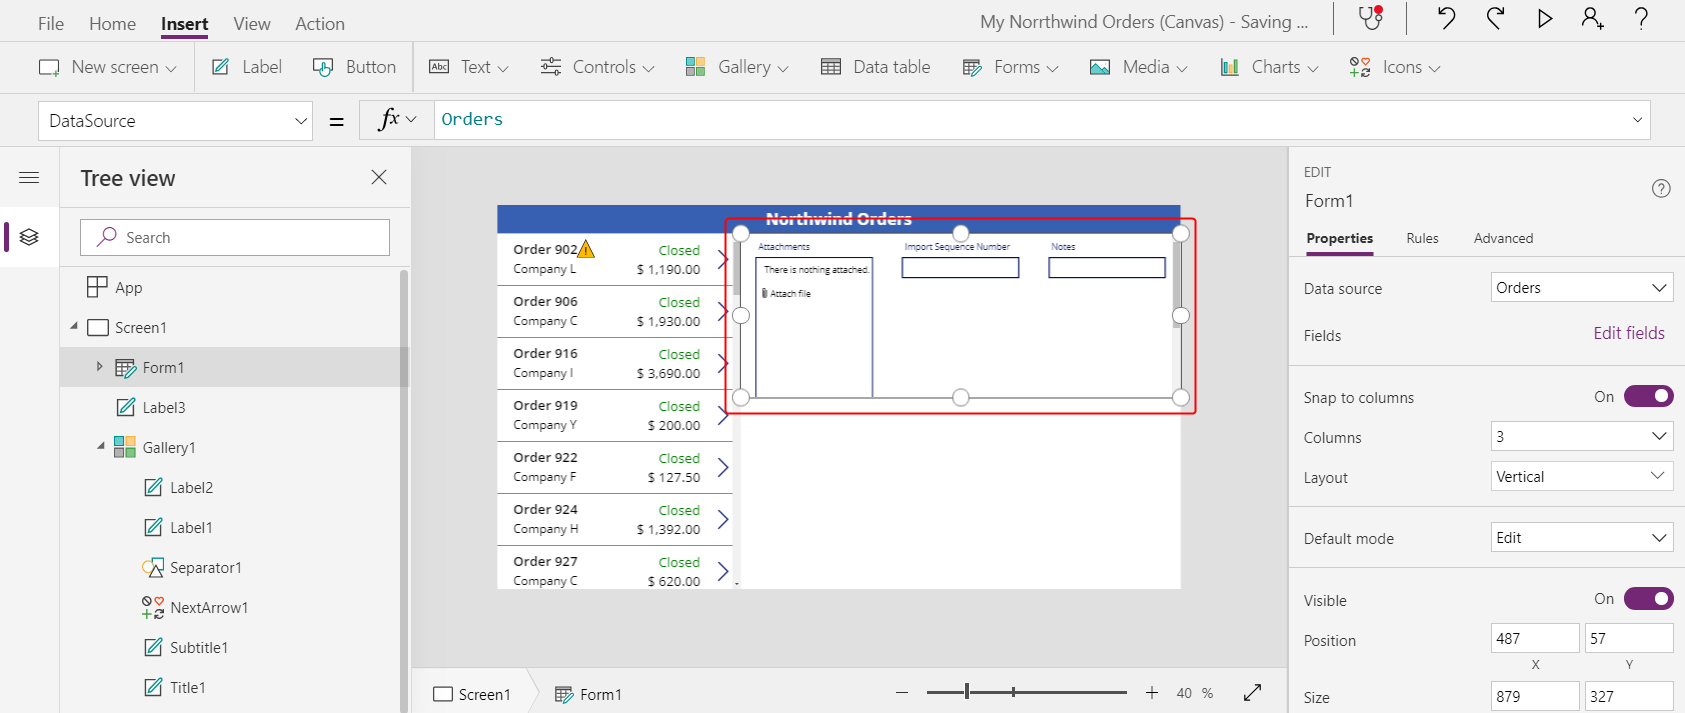 File Home Insert View Action My Norrthwind Orders (Canvas) - Saving ... ?
New screen Label Button Abc Text Controls Gallery Data table Forms Media Charts Icons
DataSource = fx Orders
Tree view
Search
App
Screen1
Form1
Label3
Gallery1
Label2
Label1
Separator1
NextArrow1
Subtitle1
Title1
Northwind Orders
Order 902 Closed
Company L $ 1,190.00
Order 906 Closed
Company C $ 1,930.00
Order 916 Closed
Company I $ 3,690.00
Order 919 Closed
Company Y $ 200.00
Order 922 Closed
Company F $ 127.50
Order 924 Closed
Company H $ 1,392.00
Order 927 Closed
Company C $ 620.00
Attachments Import Sequence Number Notes
There is nothing attached.
Attach file
Screen1 Form1 40 %
EDIT
Form1 ?
Properties Rules Advanced
Data source Orders
Fields Edit fields
Snap to columns On
Columns 3
Layout Vertical
Default mode Edit
Visible On
Position 487 57
X Y
Size 879 327